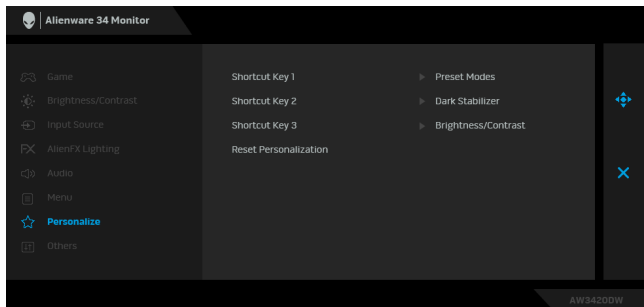 Alienware 34 Monitor
Game
Brightness/Contrast
Input Source
FX AlienFX Lighting
Audio
Menu
Personalize
Others
Shortcut Key 1 Preset Modes
Shortcut Key 2 Dark Stabilizer
Shortcut Key 3 Brightness/Contrast
Reset Personalization
AW3420DW